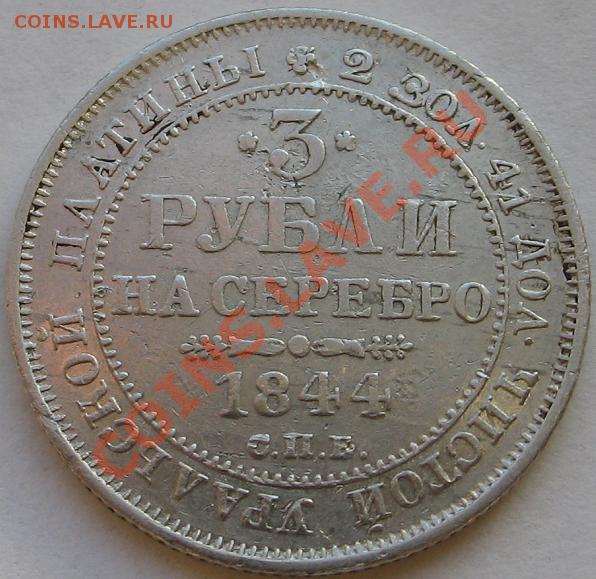 COINS.LAVE.RU
* 2 ЗОЛ. 41 ДОЛ. ЧИСТОЙ УРАЛЬСКОЙ ПЛАТИНЫ
* 3 *
РУБЛИ
НА СЕРЕБРО
1844
С.П.Б.
COINS.LAVE.RU